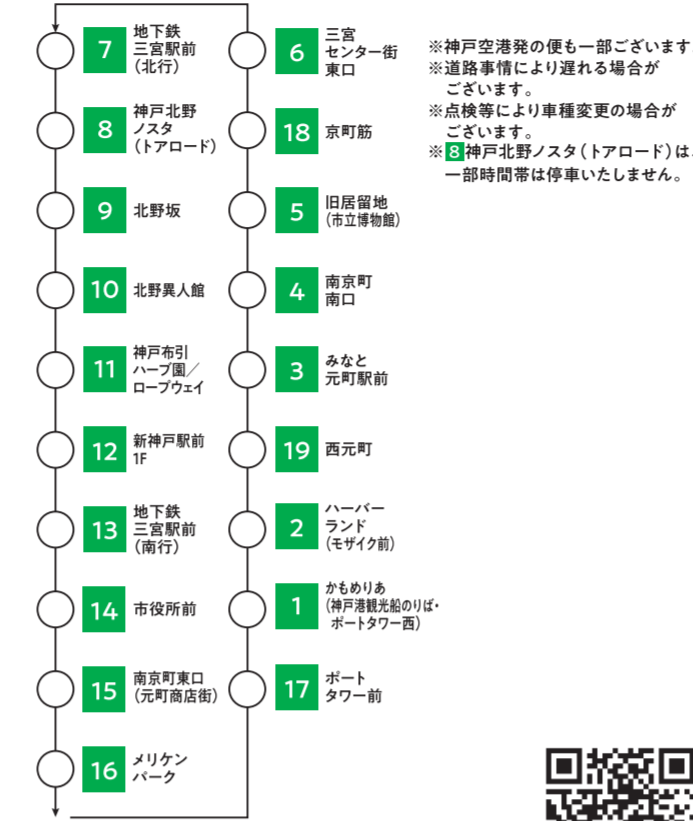 7
地下鉄
三宮駅前
（北行）
8
神戸北野
ノスタ
（トアロード）
9
北野坂
10
北野異人館
11
神戸布引
ハーブ園／
ロープウェイ
12
新神戸駅前
1F
13
地下鉄
三宮駅前
（南行）
14
市役所前
15
南京町東口
（元町商店街）
16
メリケン
パーク
6
三宮
センター街
東口
18
京町筋
5
旧居留地
（市立博物館）
4
南京町
南口
3
みなと
元町駅前
19
西元町
2
ハーバー
ランド
（モザイク前）
1
かもめりあ
（神戸港観光船のりば・
ポートタワー西）
17
ポート
タワー前
※神戸空港発の便も一部ございます。
※道路事情により遅れる場合が
ございます。
※点検等により車種変更の場合が
ございます。
※8神戸北野ノスタ（トアロード）は、
一部時間帯は停車いたしません。